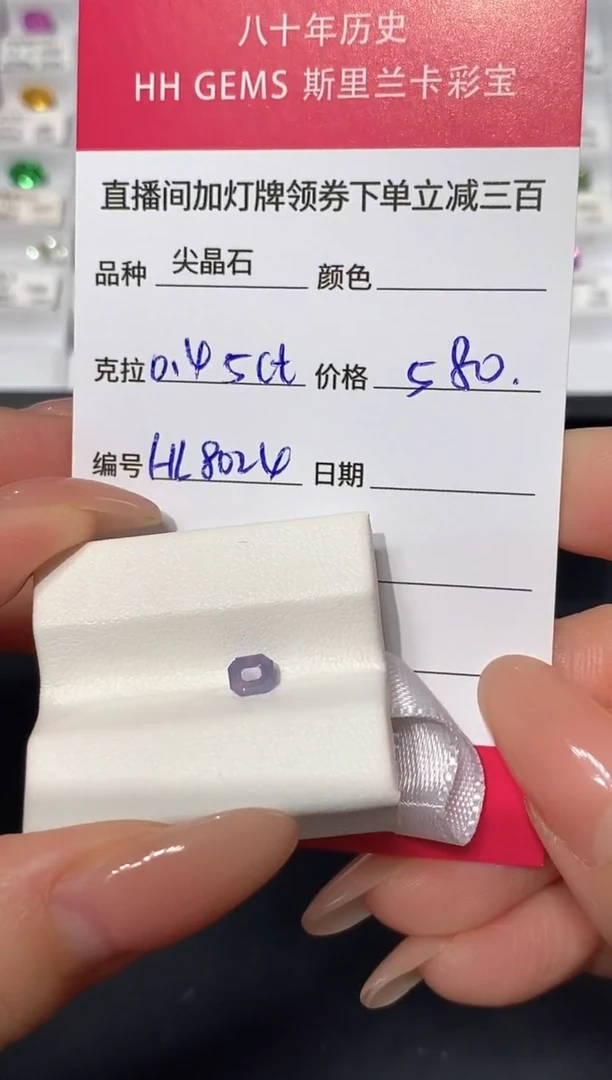 八十年历史
HH GEMS 斯里兰卡彩宝
直播间加灯牌领券下单立减三百
品种 尖晶石 颜色
克拉 0.45ct 价格 580.
编号 HL8024 日期